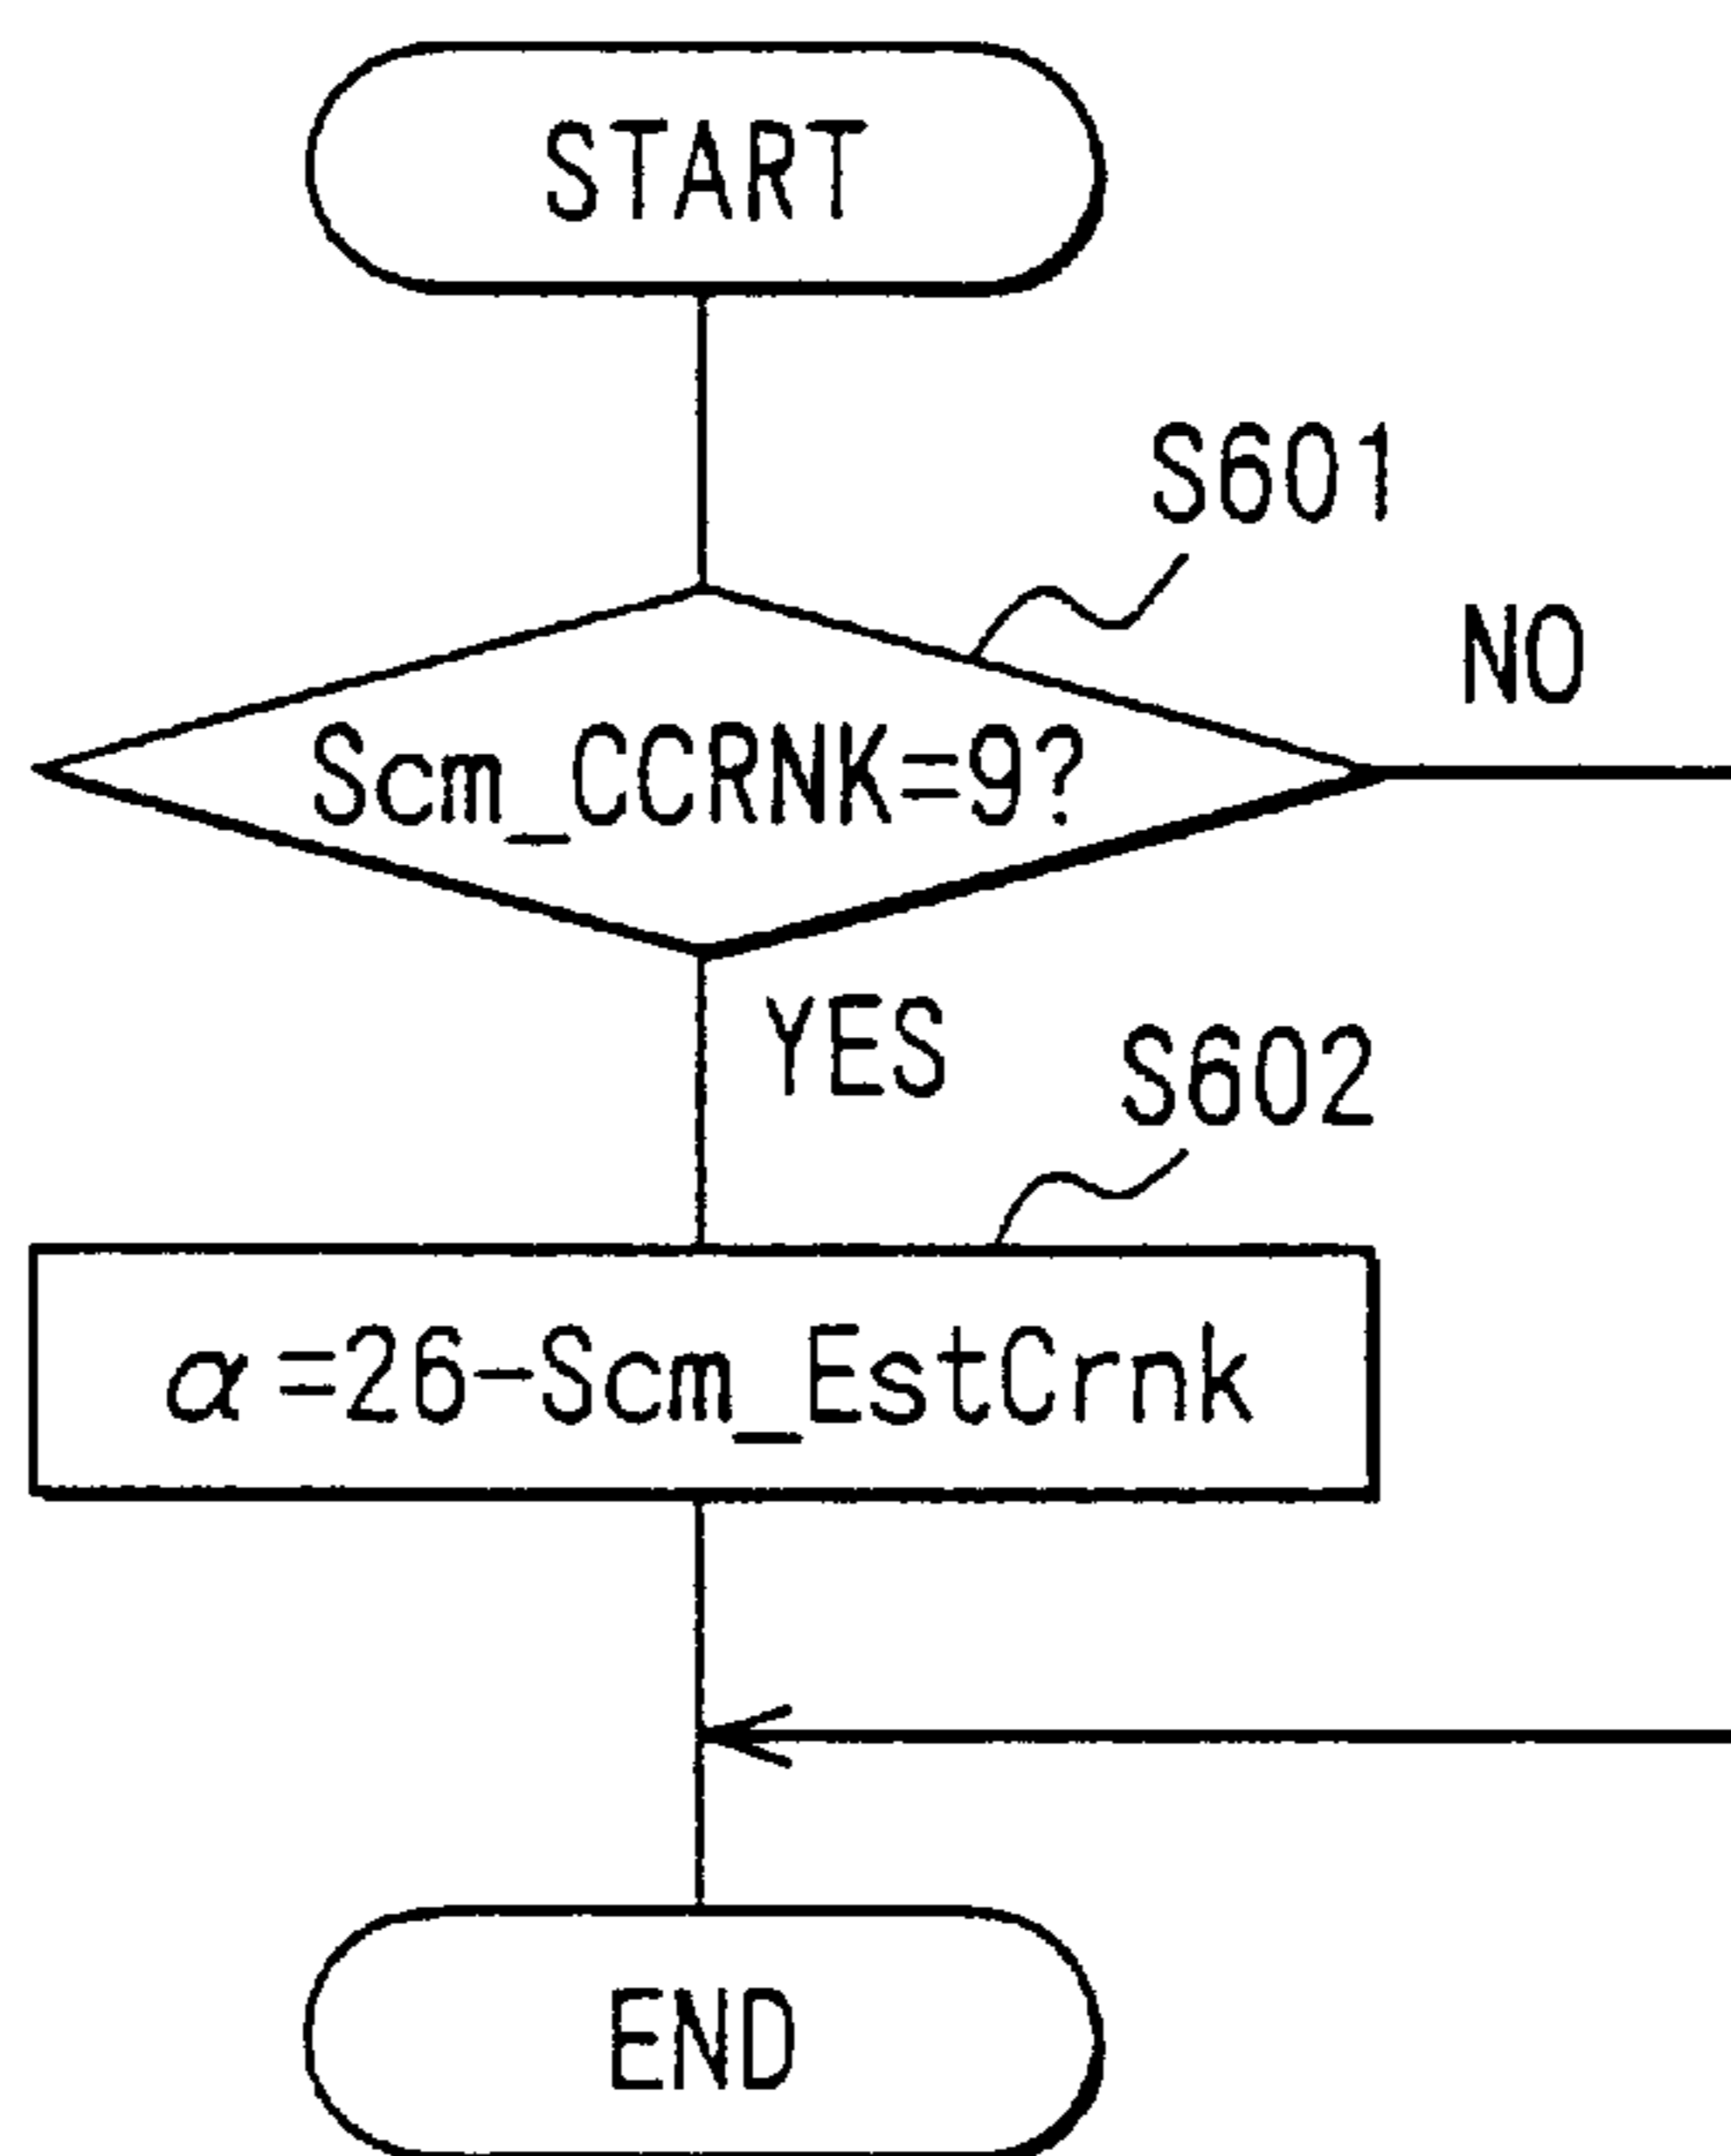 START
S601
NO
Scm_CCRNK=9?
YES
S602
α=26-Scm_EstCrnk
END